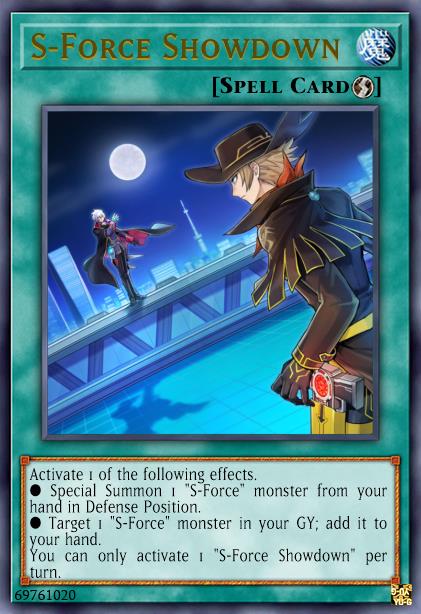 S-Force Showdown
魔
[Spell Card]
Activate 1 of the following effects.
● Special Summon 1 "S-Force" monster from your
hand in Defense Position.
● Target 1 "S-Force" monster in your GY; add it to
your hand.
You can only activate 1 "S-Force Showdown" per
turn.
69761020